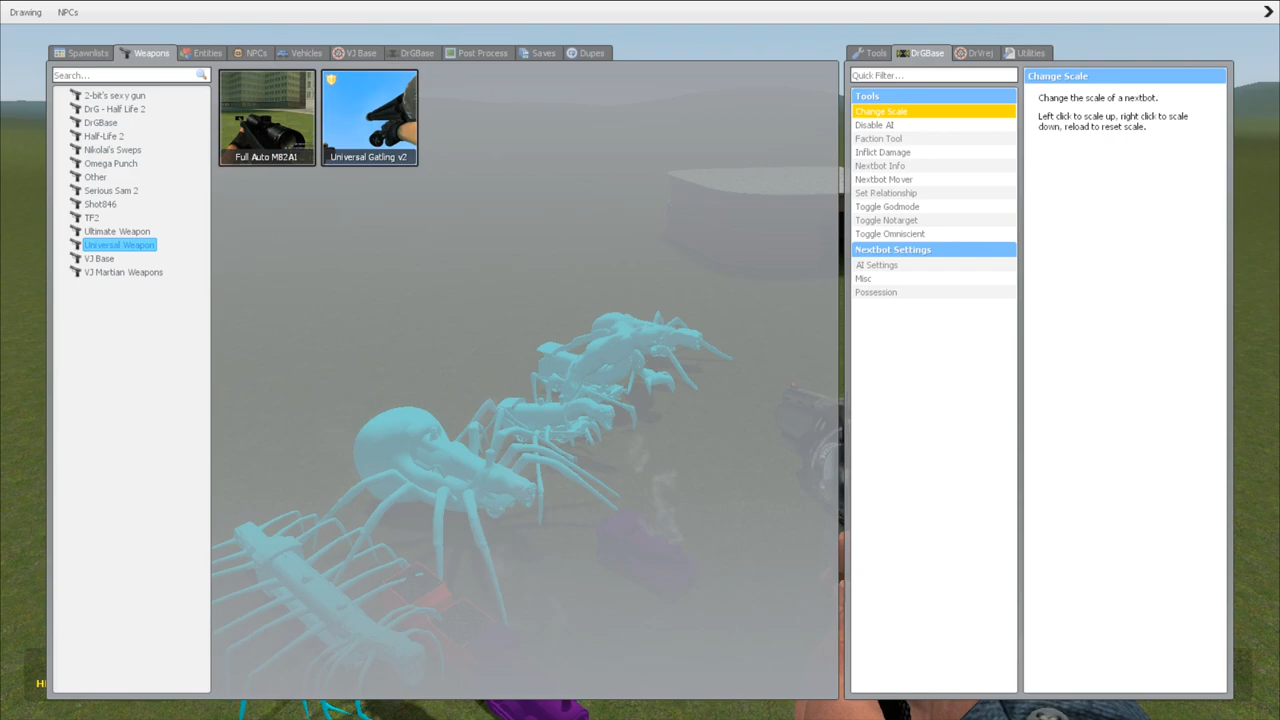 Drawing NPCs
Spawnlists Weapons Entities NPCs Vehicles VJ Base DrGBase Post Process Saves Dupes
Search...
2-bit's sexy gun
DrG - Half Life 2
DrGBase
Half-Life 2
Nikolai's Sweps
Omega Punch
Other
Serious Sam 2
Shot846
TF2
Ultimate Weapon
Universal Weapon
VJ Base
VJ Martian Weapons
Full Auto M82A1
Universal Gatling v2
Tools DrGBase DrVrej Utilities
Quick Filter...
Tools
Change Scale
Disable AI
Faction Tool
Inflict Damage
Nextbot Info
Nextbot Mover
Set Relationship
Toggle Godmode
Toggle Notarget
Toggle Omniscient
Nextbot Settings
AI Settings
Misc
Possession
Change Scale
Change the scale of a nextbot.
Left click to scale up, right click to scale
down, reload to reset scale.